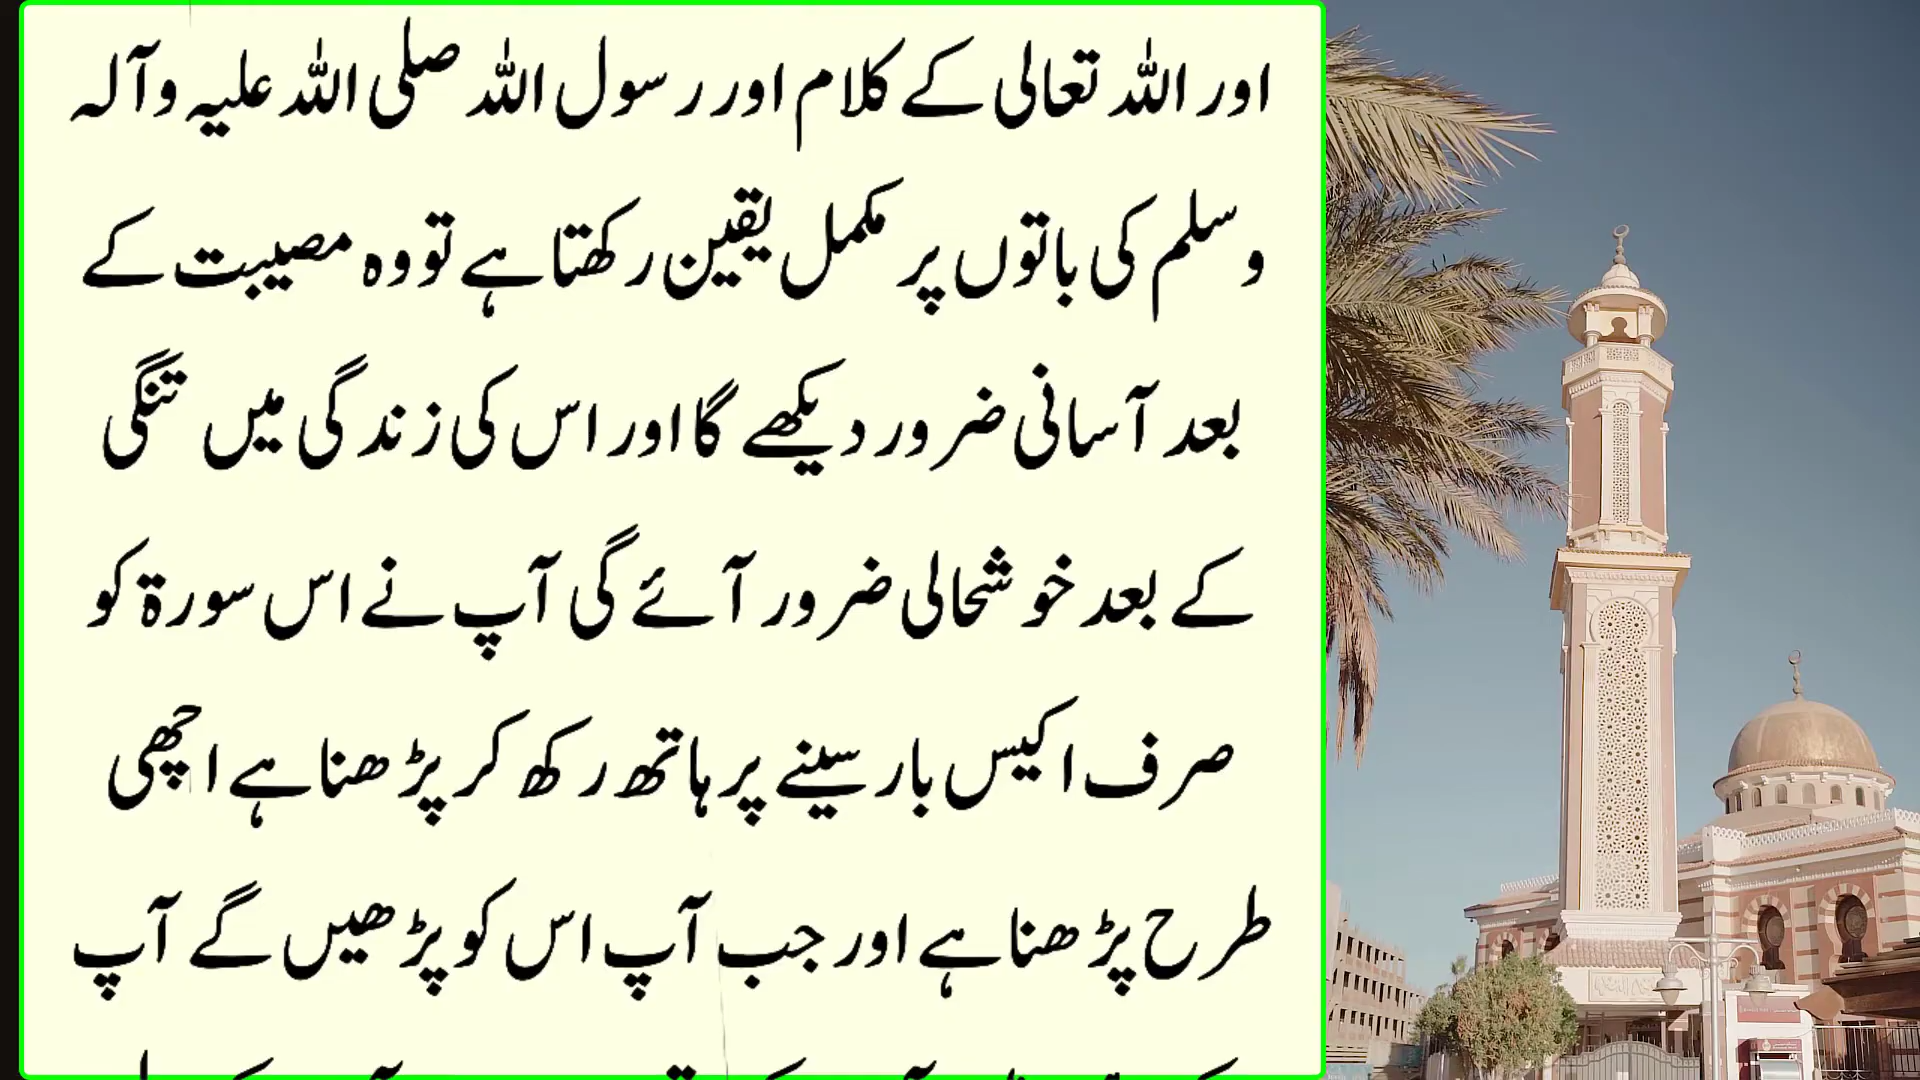 اور اللہ تعالی کے کلام اور رسول اللہ صلی اللہ علیہ وآلہ
وسلم کی باتوں پر مکمل یقین رکھتا ہے تو وہ مصیبت کے
بعد آسانی ضرور دیکھے گا اور اس کی زندگی میں تنگی
کے بعد خوشحالی ضرور آئے گی آپ نے اس سورۃ کو
صرف اکیس بار سینے پر ہاتھ رکھ کر پڑھنا ہے اچھی
طرح پڑھنا ہے اور جب آپ اس کو پڑھیں گے آپ